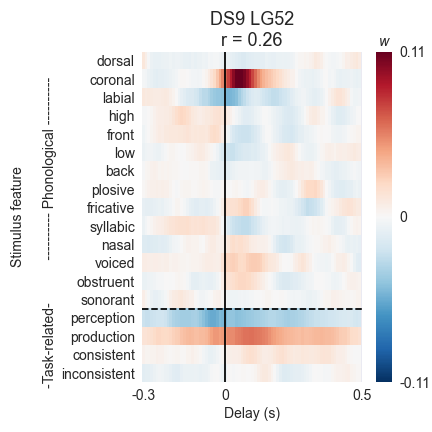 DS9 LG52
r = 0.26
w
dorsal
coronal
labial
high
front
low
back
plosive
fricative
syllabic
nasal
voiced
obstruent
sonorant
perception
production
consistent
inconsistent
Stimulus feature
---------- Phonological ----------
-Task-related-
0.11
0
-0.11
-0.3
0
0.5
Delay (s)